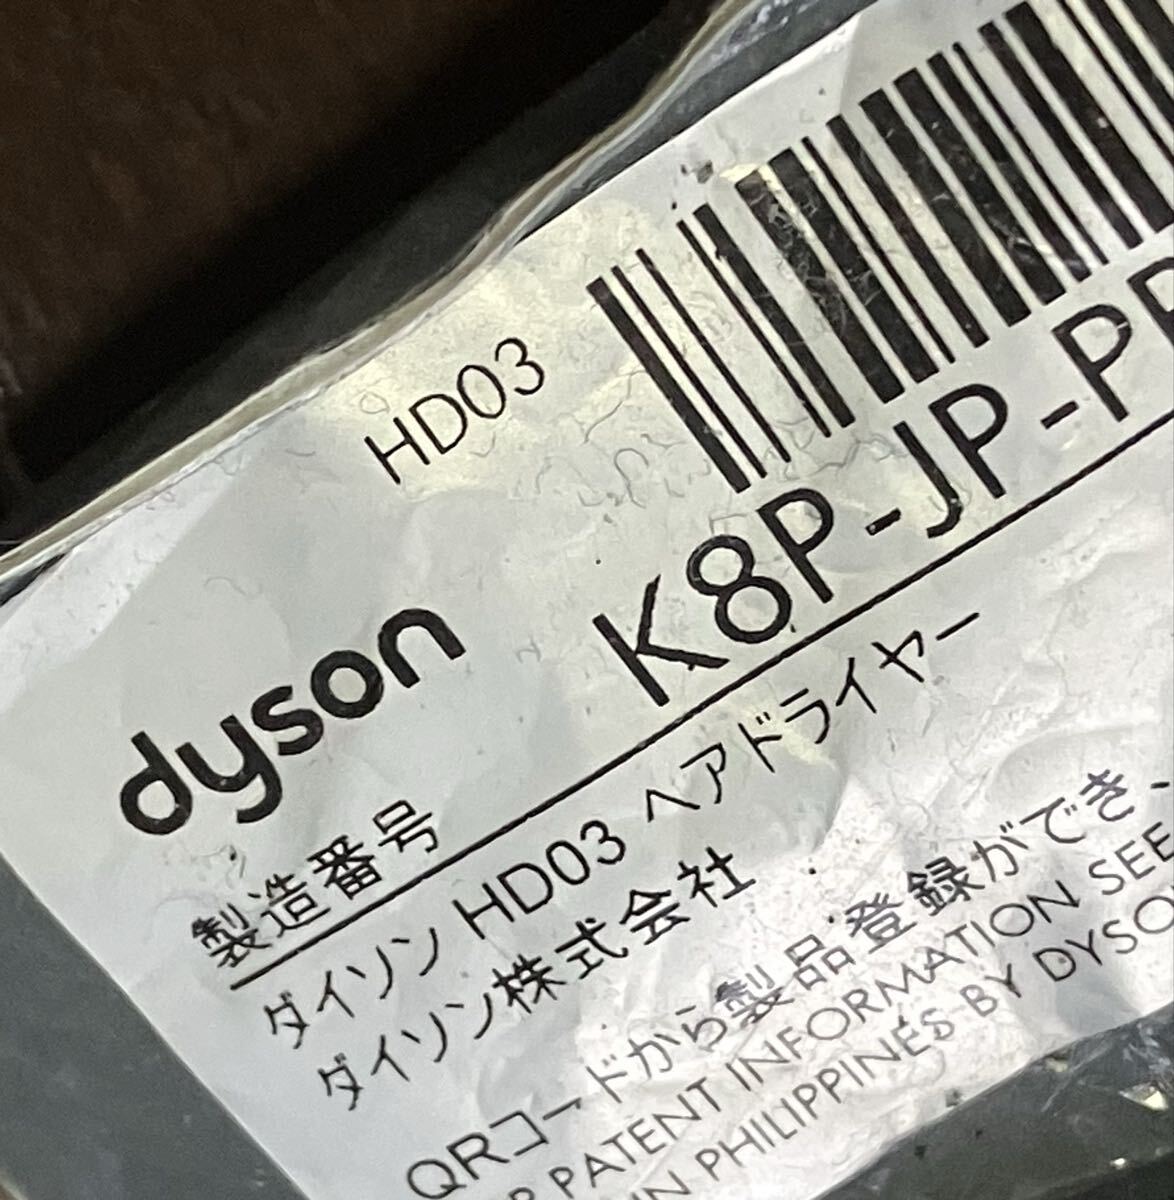 HD03
dyson
製造番号 K8P-JP-P
ダイソン HD03 ヘアドライヤー
ダイソン株式会社
QRコードから製品登録ができ、
PATENT INFORMATION SEE
IN PHILIPPINES BY DYSO